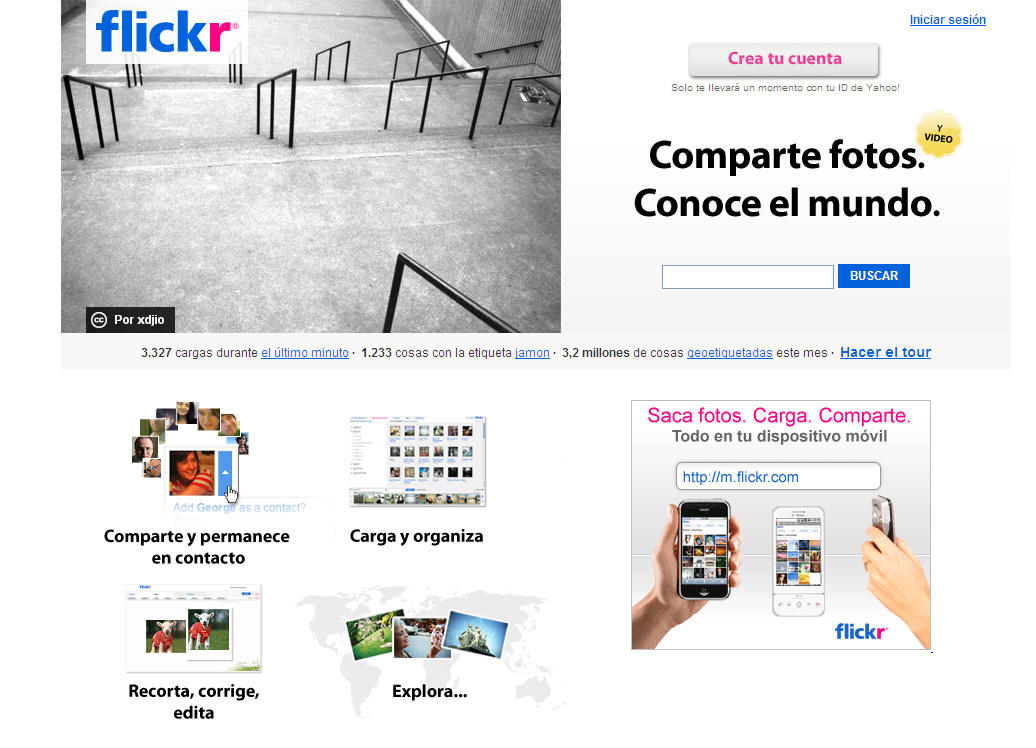 flickr®
Iniciar sesión
Crea tu cuenta
Solo te llevará un momento con tu ID de Yahoo!
Y
VIDEO
Comparte fotos.
Conoce el mundo.
BUSCAR
cc Por xdjio
3.327 cargas durante el último minuto · 1.233 cosas con la etiqueta jamon · 3,2 millones de cosas geoetiquetadas este mes · Hacer el tour
Add George as a contact?
Comparte y permanece
en contacto
Carga y organiza
Recorta, corrige,
edita
Explora...
Saca fotos. Carga. Comparte.
Todo en tu dispositivo móvil
http://m.flickr.com
flickr